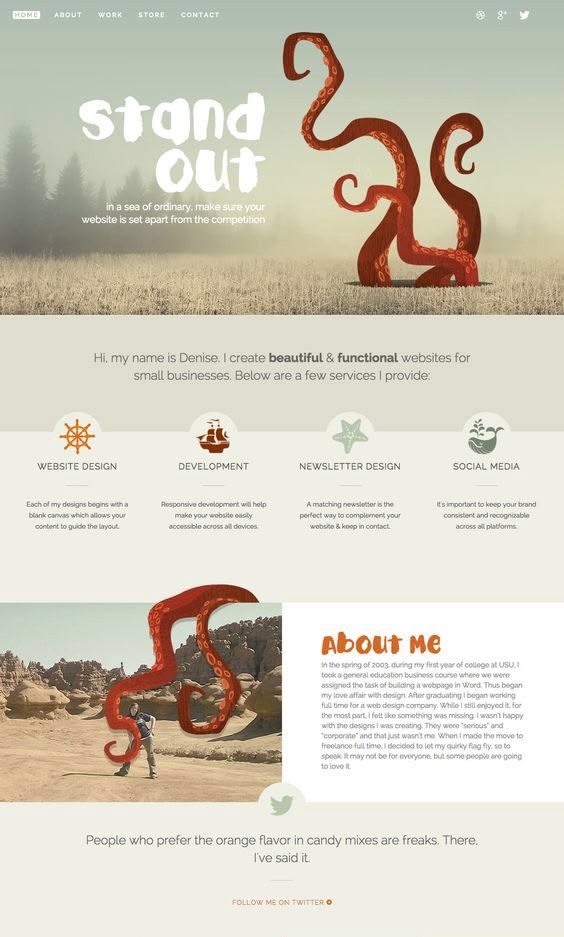 HOME ABOUT WORK STORE CONTACT
stand
out
in a sea of ordinary, make sure your
website is set apart from the competition
Hi, my name is Denise. I create beautiful & functional websites for
small businesses. Below are a few services I provide:
WEBSITE DESIGN
Each of my designs begins with a
blank canvas which allows your
content to guide the layout.
DEVELOPMENT
Responsive development will help
make your website easily
accessible across all devices.
NEWSLETTER DESIGN
A matching newsletter is the
perfect way to complement your
website & keep in contact.
SOCIAL MEDIA
It's important to keep your brand
consistent and recognizable
across all platforms.
About Me
In the spring of 2003, during my first year of college at USU, I
took a general education business course where we were
assigned the task of building a webpage in Word. Thus began
my love affair with design. After graduating I began working
full time for a web design company. While I still enjoyed it, for
the most part, I felt like something was missing. I wasn't happy
with the designs I was creating. They were "serious" and
"corporate" and that just wasn't me. When I made the move to
freelance full time, I decided to let my quirky flag fly, so to
speak. It may not be for everyone, but some people are going
to love it.
People who prefer the orange flavor in candy mixes are freaks. There,
I've said it.
FOLLOW ME ON TWITTER